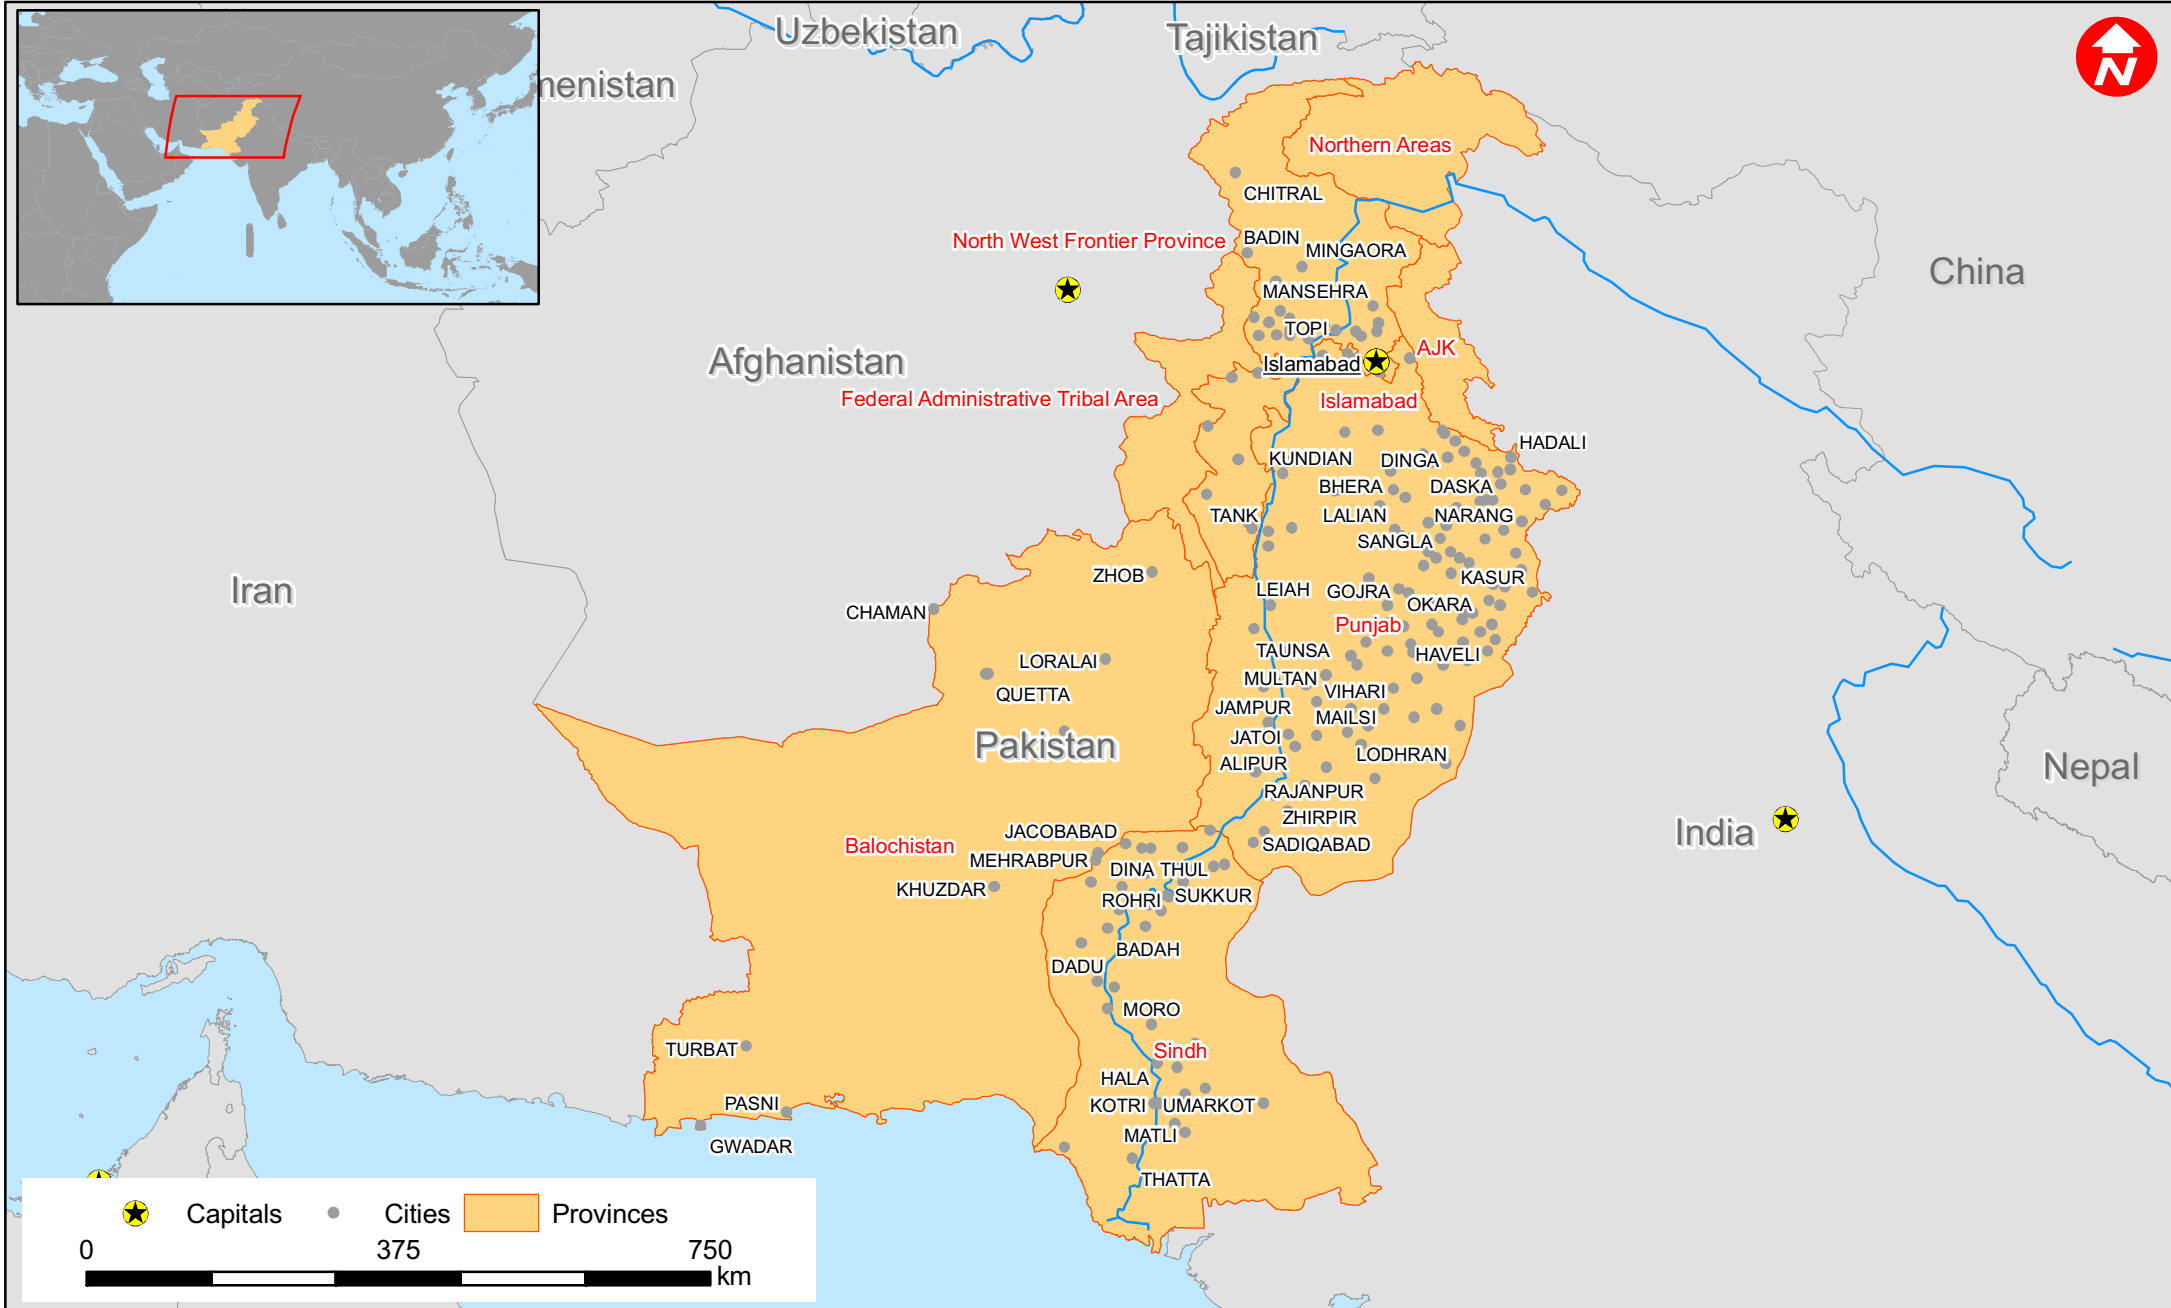 Uzbekistan
Tajikistan
menistan
N
Northern Areas
CHITRAL
North West Frontier Province
BADIN
MINGAORA
China
MANSEHRA
TOPI
AJK
Afghanistan
Islamabad
Federal Administrative Tribal Area
Islamabad
HADALI
KUNDIAN
DINGA
BHERA
DASKA
TANK
LALIAN
NARANG
SANGLA
ZHOB
KASUR
Iran
LEIAH
GOJRA
OKARA
CHAMAN
Punjab
TAUNSA
HAVELI
LORALAI
MULTAN
VIHARI
QUETTA
JAMPUR
MAILSI
JATOI
Pakistan
LODHRAN
ALIPUR
Nepal
RAJANPUR
ZHIRPIR
JACOBABAD
India
Balochistan
SADIQABAD
MEHRABPUR
DINA
THUL
KHUZDAR
ROHRI
SUKKUR
BADAH
DADU
MORO
TURBAT
Sindh
HALA
PASNI
KOTRI
UMARKOT
MATLI
GWADAR
THATTA
Capitals
Cities
Provinces
0
375
750
km